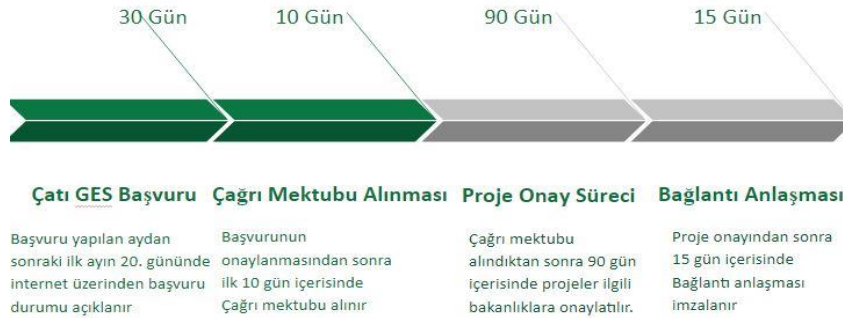 30 Gün
10 Gün
90 Gün
15 Gün
Çatı GES Başvuru
Başvuru yapılan aydan
sonraki ilk ayın 20. gününde
internet üzerinden başvuru
durumu açıklanır
Çağrı Mektubu Alınması
Başvurunun
onaylanmasından sonra
ilk 10 gün içerisinde
Çağrı mektubu alınır
Proje Onay Süreci
Çağrı mektubu
alındıktan sonra 90 gün
içerisinde projeler ilgili
bakanlıklara onaylatılır.
Bağlantı Anlaşması
Proje onayından sonra
15 gün içerisinde
Bağlantı anlaşması
imzalanır